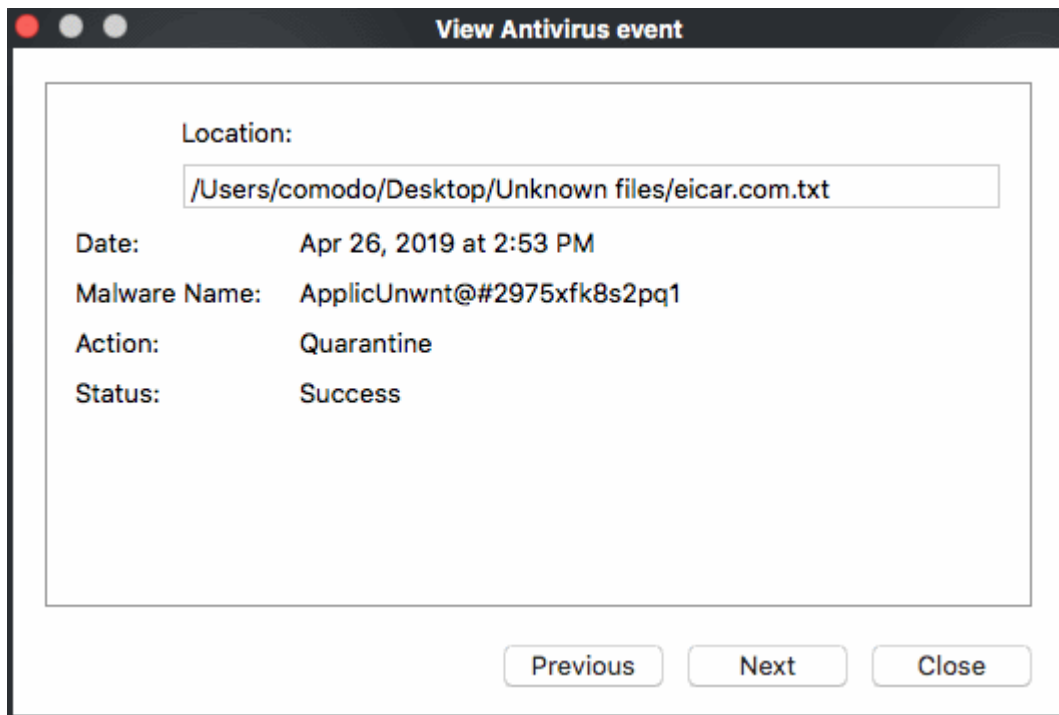 View Antivirus event
Location:
/Users/comodo/Desktop/Unknown files/eicar.com.txt
Date: Apr 26, 2019 at 2:53 PM
Malware Name: ApplicUnwnt@#2975xfk8s2pq1
Action: Quarantine
Status: Success
Previous Next Close